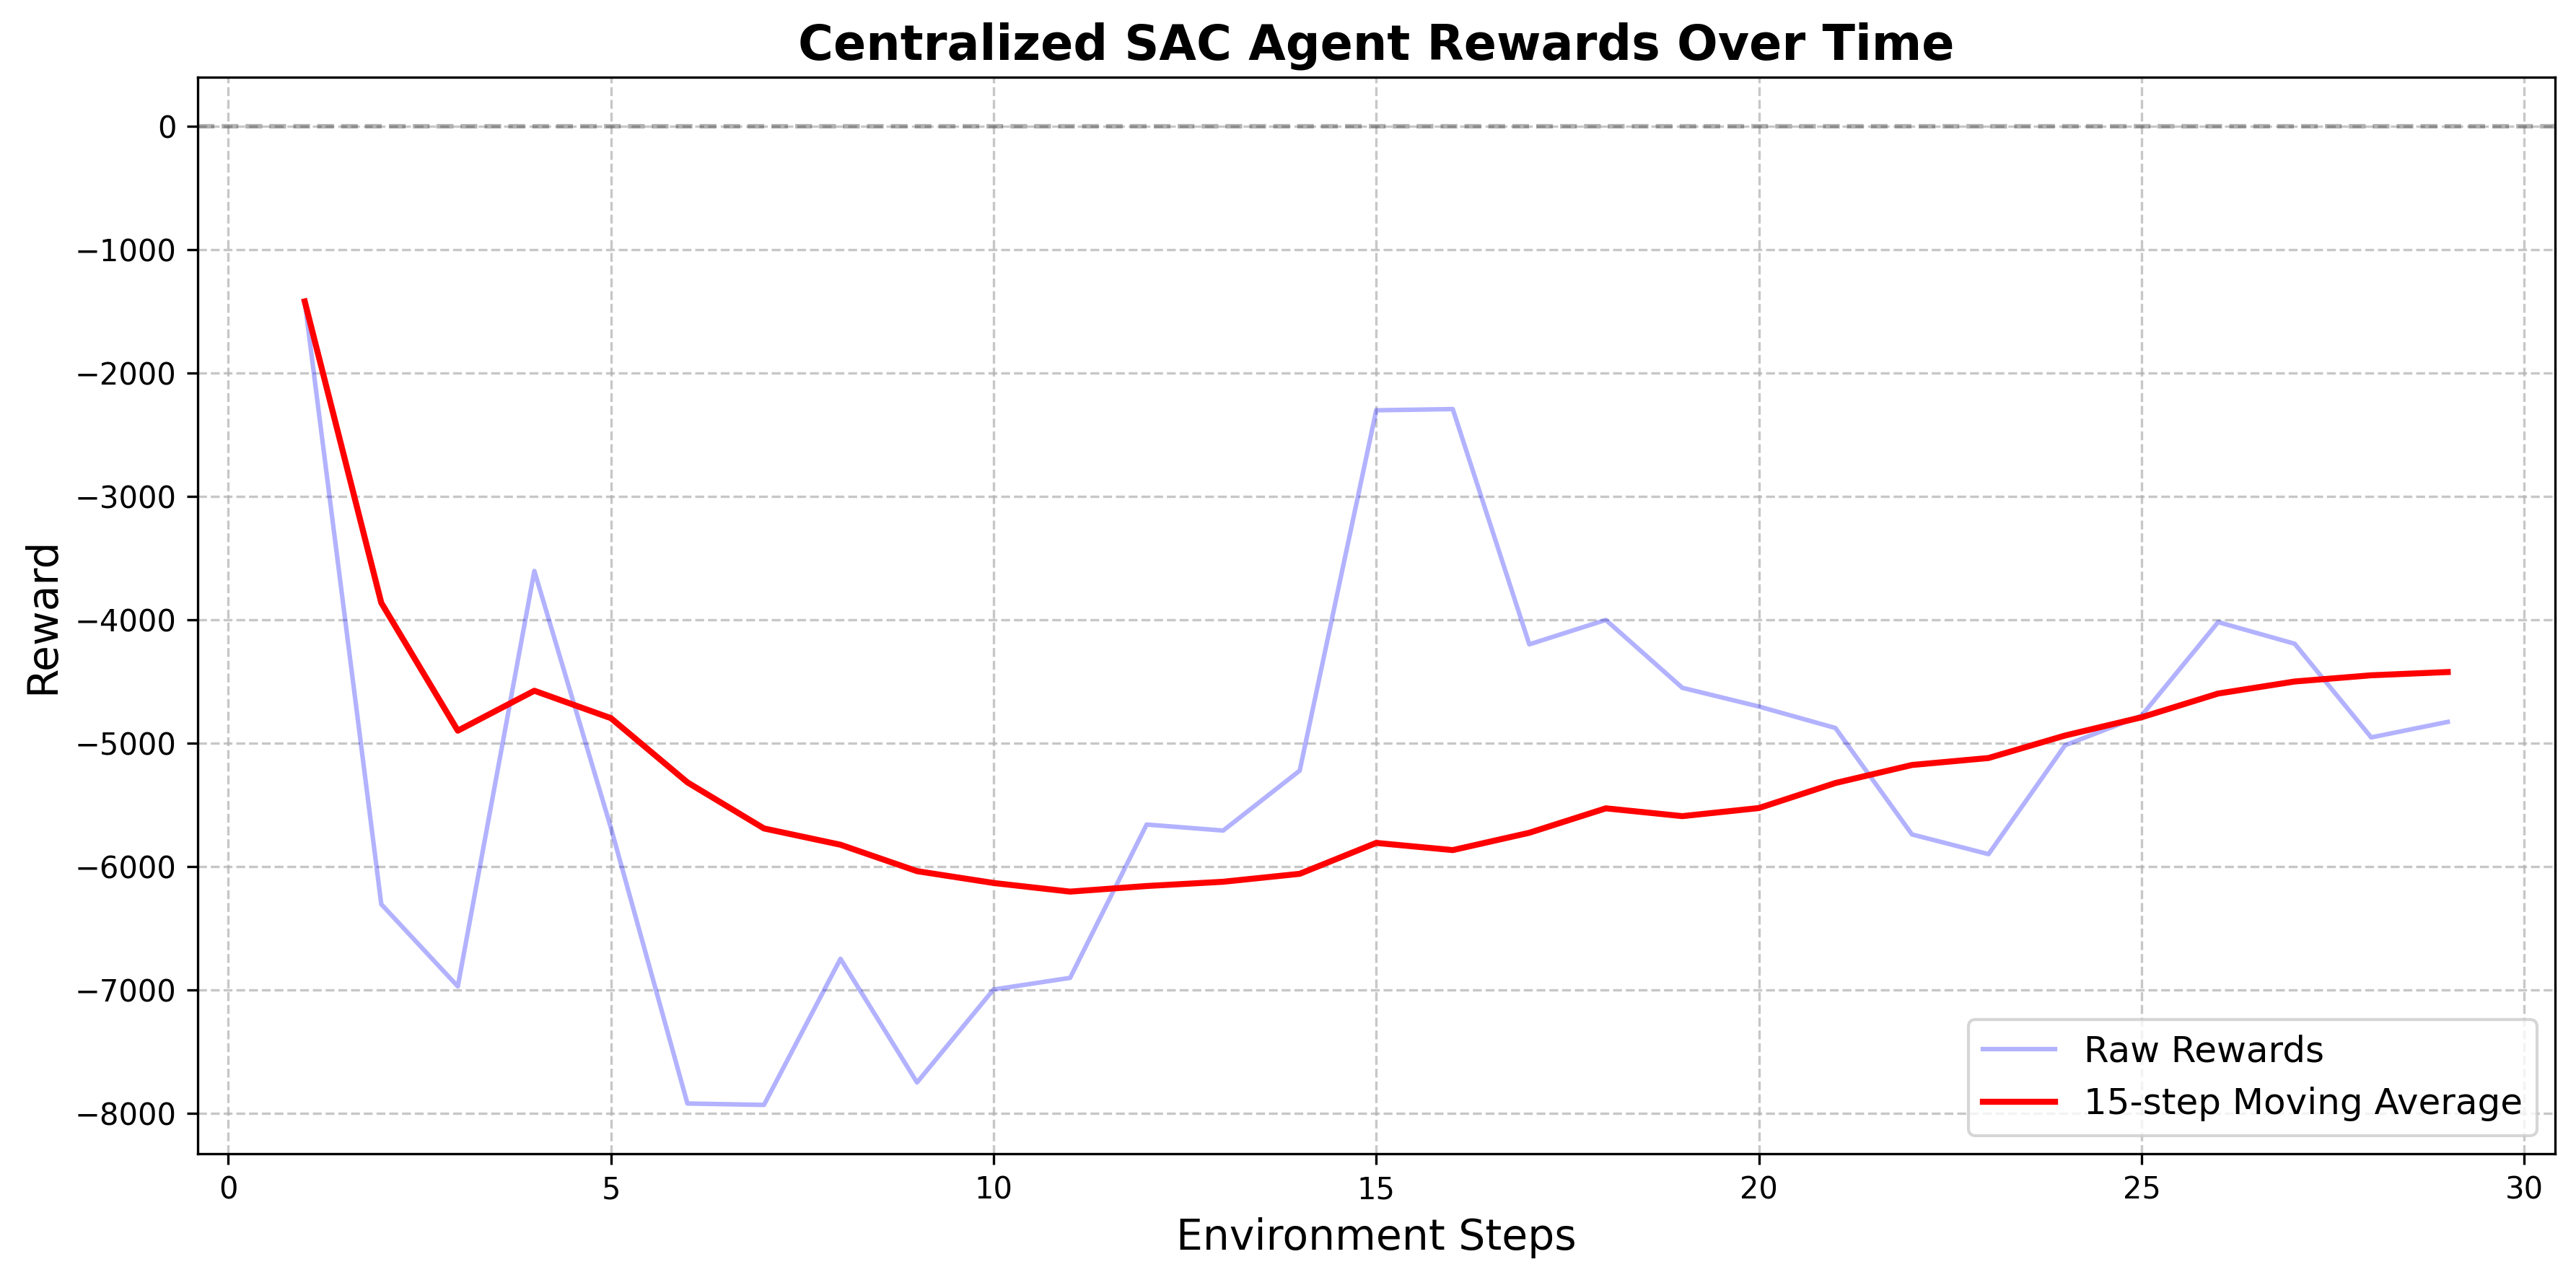 Centralized SAC Agent Rewards Over Time
0
−1000
−2000
−3000
−4000
−5000
−6000
−7000
−8000
Reward
0 5 10 15 20 25 30
Environment Steps
Raw Rewards
15-step Moving Average